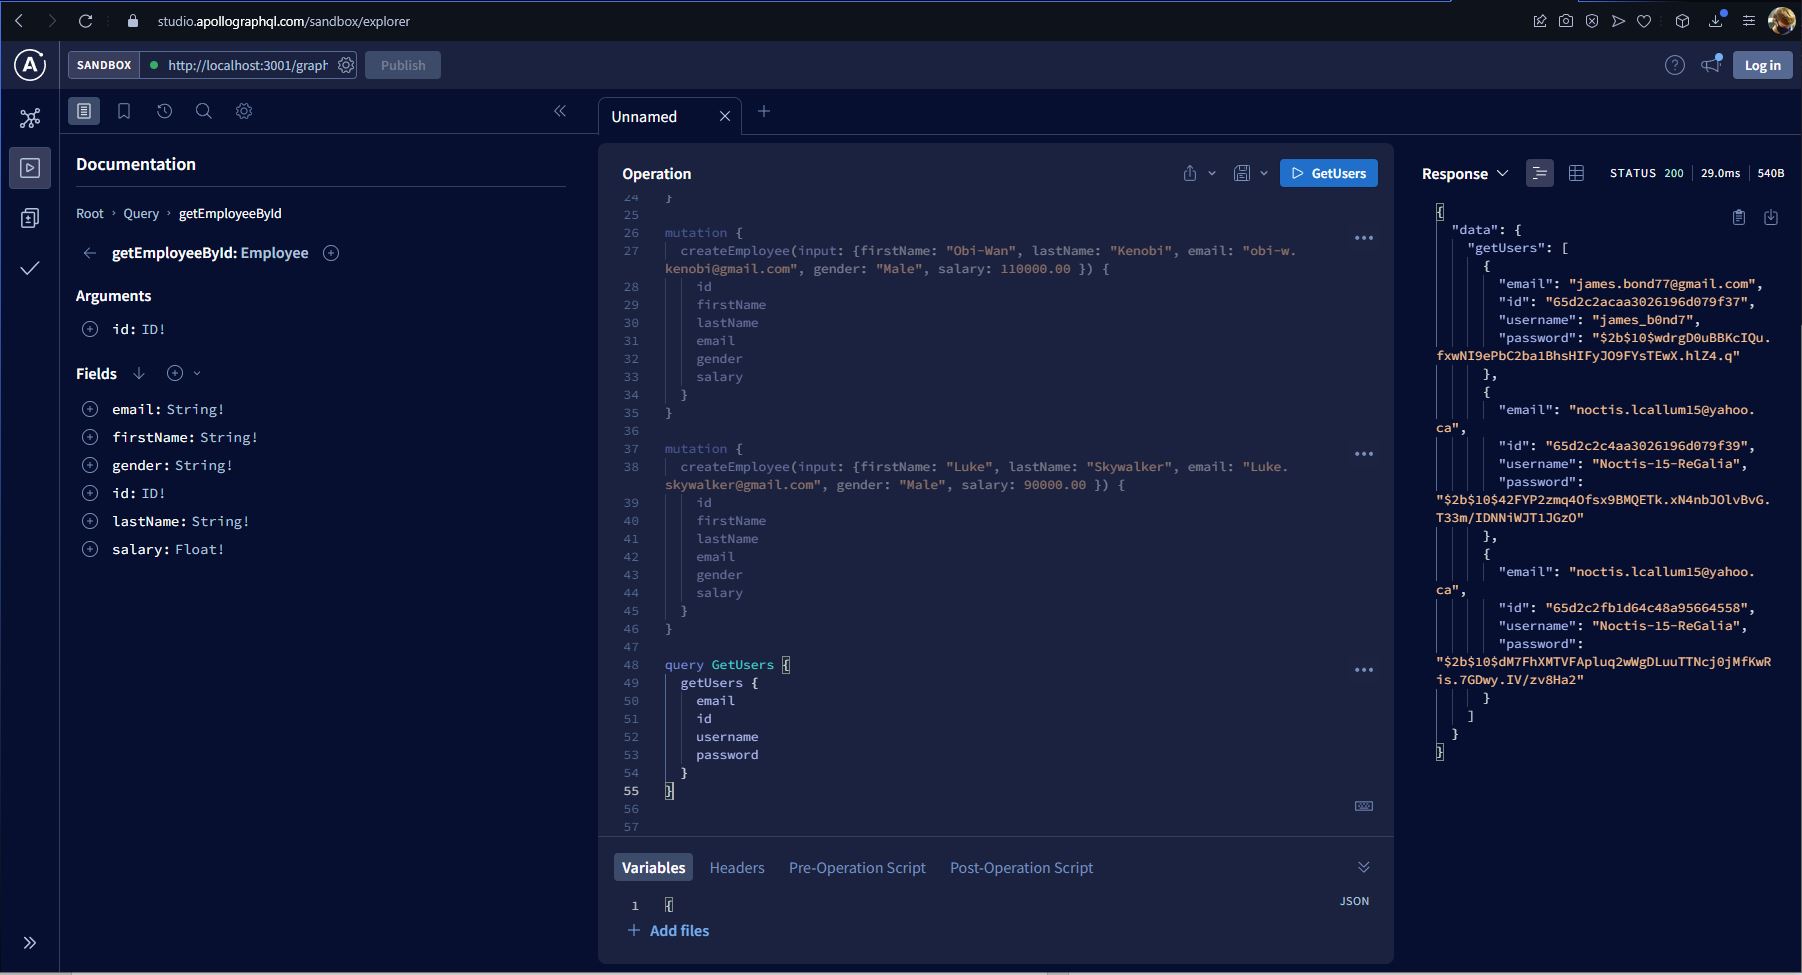 studio.apollographql.com/sandbox/explorer
SANDBOX
http://localhost:3001/graph
Publish
Log in
Documentation
Root › Query › getEmployeeById
getEmployeeById: Employee
Arguments
id: ID!
Fields
email: String!
firstName: String!
gender: String!
id: ID!
lastName: String!
salary: Float!
Unnamed
Operation
GetUsers
24 }
25
26 mutation {
27 createEmployee(input: {firstName: "Obi-Wan", lastName: "Kenobi", email: "obi-w.
kenobi@gmail.com", gender: "Male", salary: 110000.00 }) {
28 id
29 firstName
30 lastName
31 email
32 gender
33 salary
34 }
35 }
36
37 mutation {
38 createEmployee(input: {firstName: "Luke", lastName: "Skywalker", email: "Luke.
skywalker@gmail.com", gender: "Male", salary: 90000.00 }) {
39 id
40 firstName
41 lastName
42 email
43 gender
44 salary
45 }
46 }
47
48 query GetUsers {
49 getUsers {
50 email
51 id
52 username
53 password
54 }
55 }
56
57
Variables Headers Pre-Operation Script Post-Operation Script
1 {
JSON
Add files
Response
STATUS 200 29.0ms 540B
{
"data": {
"getUsers": [
{
"email": "james.bond77@gmail.com",
"id": "65d2c2acaa3026196d079f37",
"username": "james_b0nd7",
"password": "$2b$10$wdrgD0uBBKcIQu.
fxwNI9ePbC2ba1BhsHIFyJO9FYsTEwX.hlZ4.q"
},
{
"email": "noctis.lcallum15@yahoo.
ca",
"id": "65d2c2c4aa3026196d079f39",
"username": "Noctis-15-ReGalia",
"password":
"$2b$10$42FYP2zmq4Ofsx9BMQETk.xN4nbJOlvBvG.
T33m/IDNNiWJT1JGzO"
},
{
"email": "noctis.lcallum15@yahoo.
ca",
"id": "65d2c2fb1d64c48a95664558",
"username": "Noctis-15-ReGalia",
"password":
"$2b$10$dM7FhXMTVFApluq2wWgDLuuTTNcj0jMfKwR
is.7GDwy.IV/zv8Ha2"
}
]
}
}